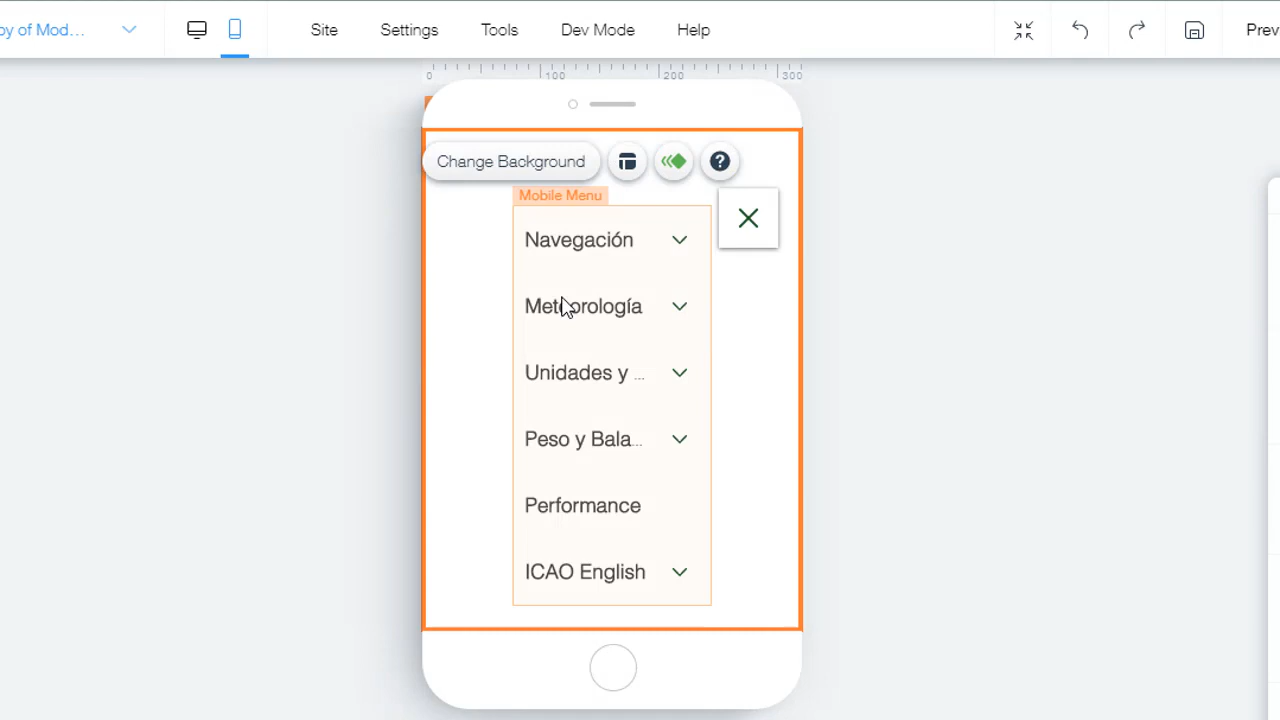 py of Mod...
Site
Settings
Tools
Dev Mode
Help
Prev
0
100
200
300
Change Background
?
Mobile Menu
Navegación
Meteorología
Unidades y ...
Peso y Bala...
Performance
ICAO English